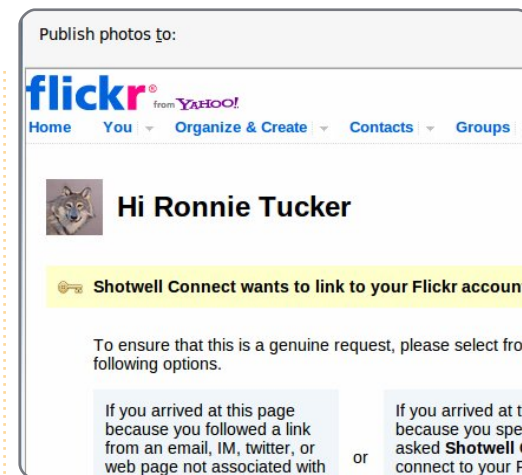 Publish photos to:
flickr® from YAHOO!
Home You Organize & Create Contacts Groups
Hi Ronnie Tucker
Shotwell Connect wants to link to your Flickr accoun
To ensure that this is a genuine request, please select fro
following options.
If you arrived at this page
because you followed a link
from an email, IM, twitter, or
web page not associated with
or
If you arrived at t
because you spe
asked Shotwell
connect to your F